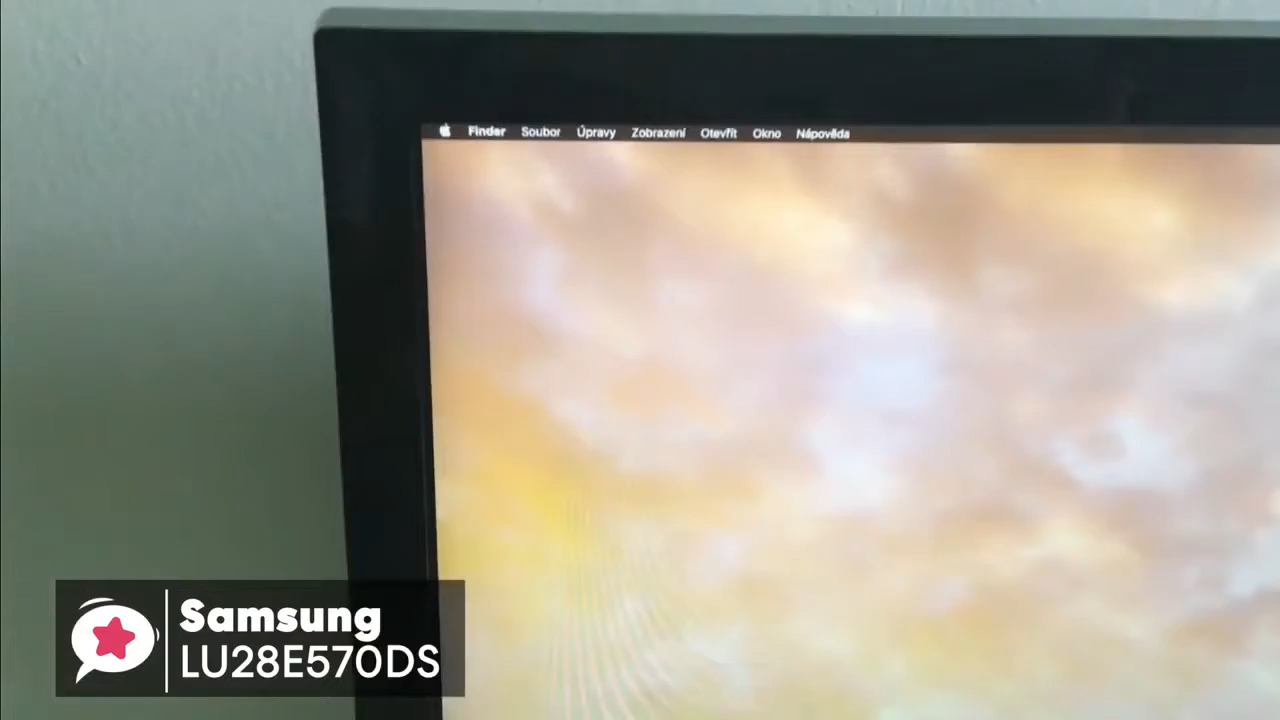 Finder Soubor Úpravy Zobrazení Otevřít Okno Nápověda
Samsung
LU28E570DS